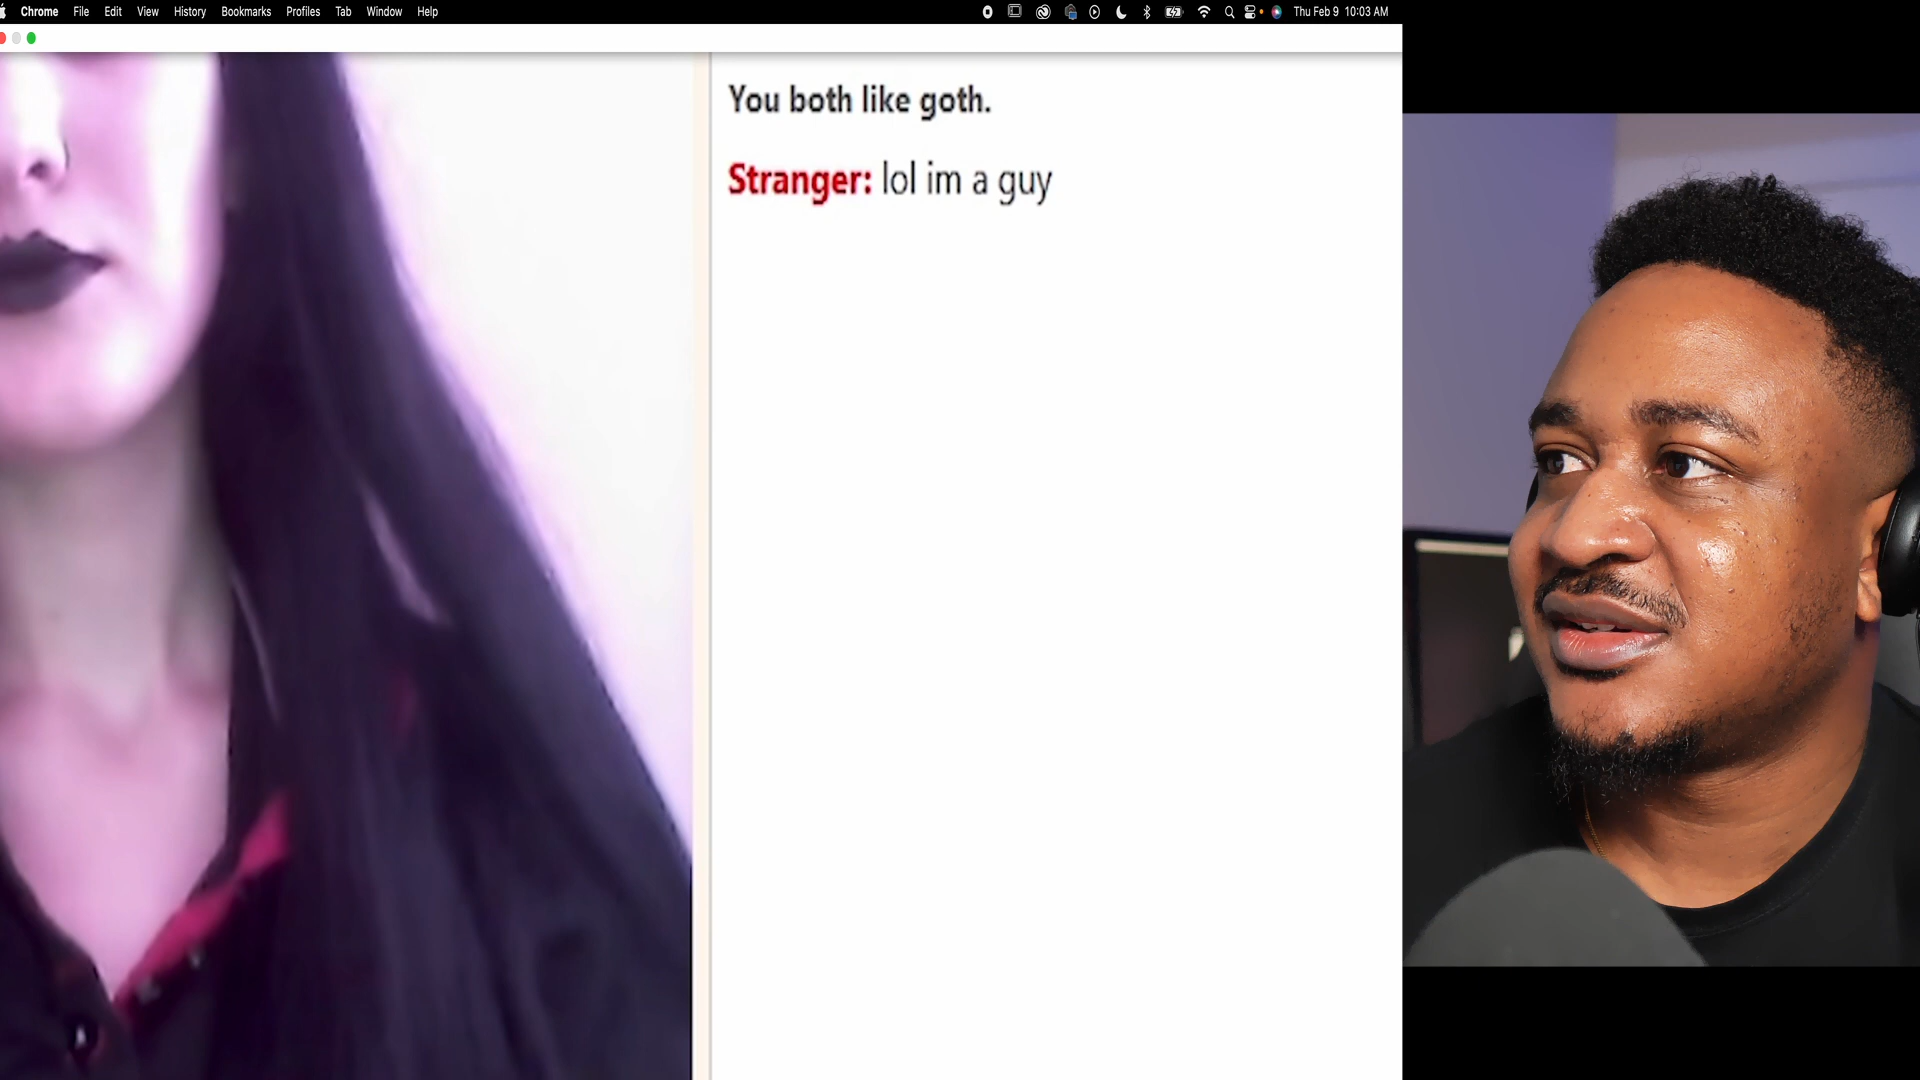 Chrome File Edit View History Bookmarks Profiles Tab Window Help Thu Feb 9 10:03 AM
You both like goth.
Stranger: lol im a guy